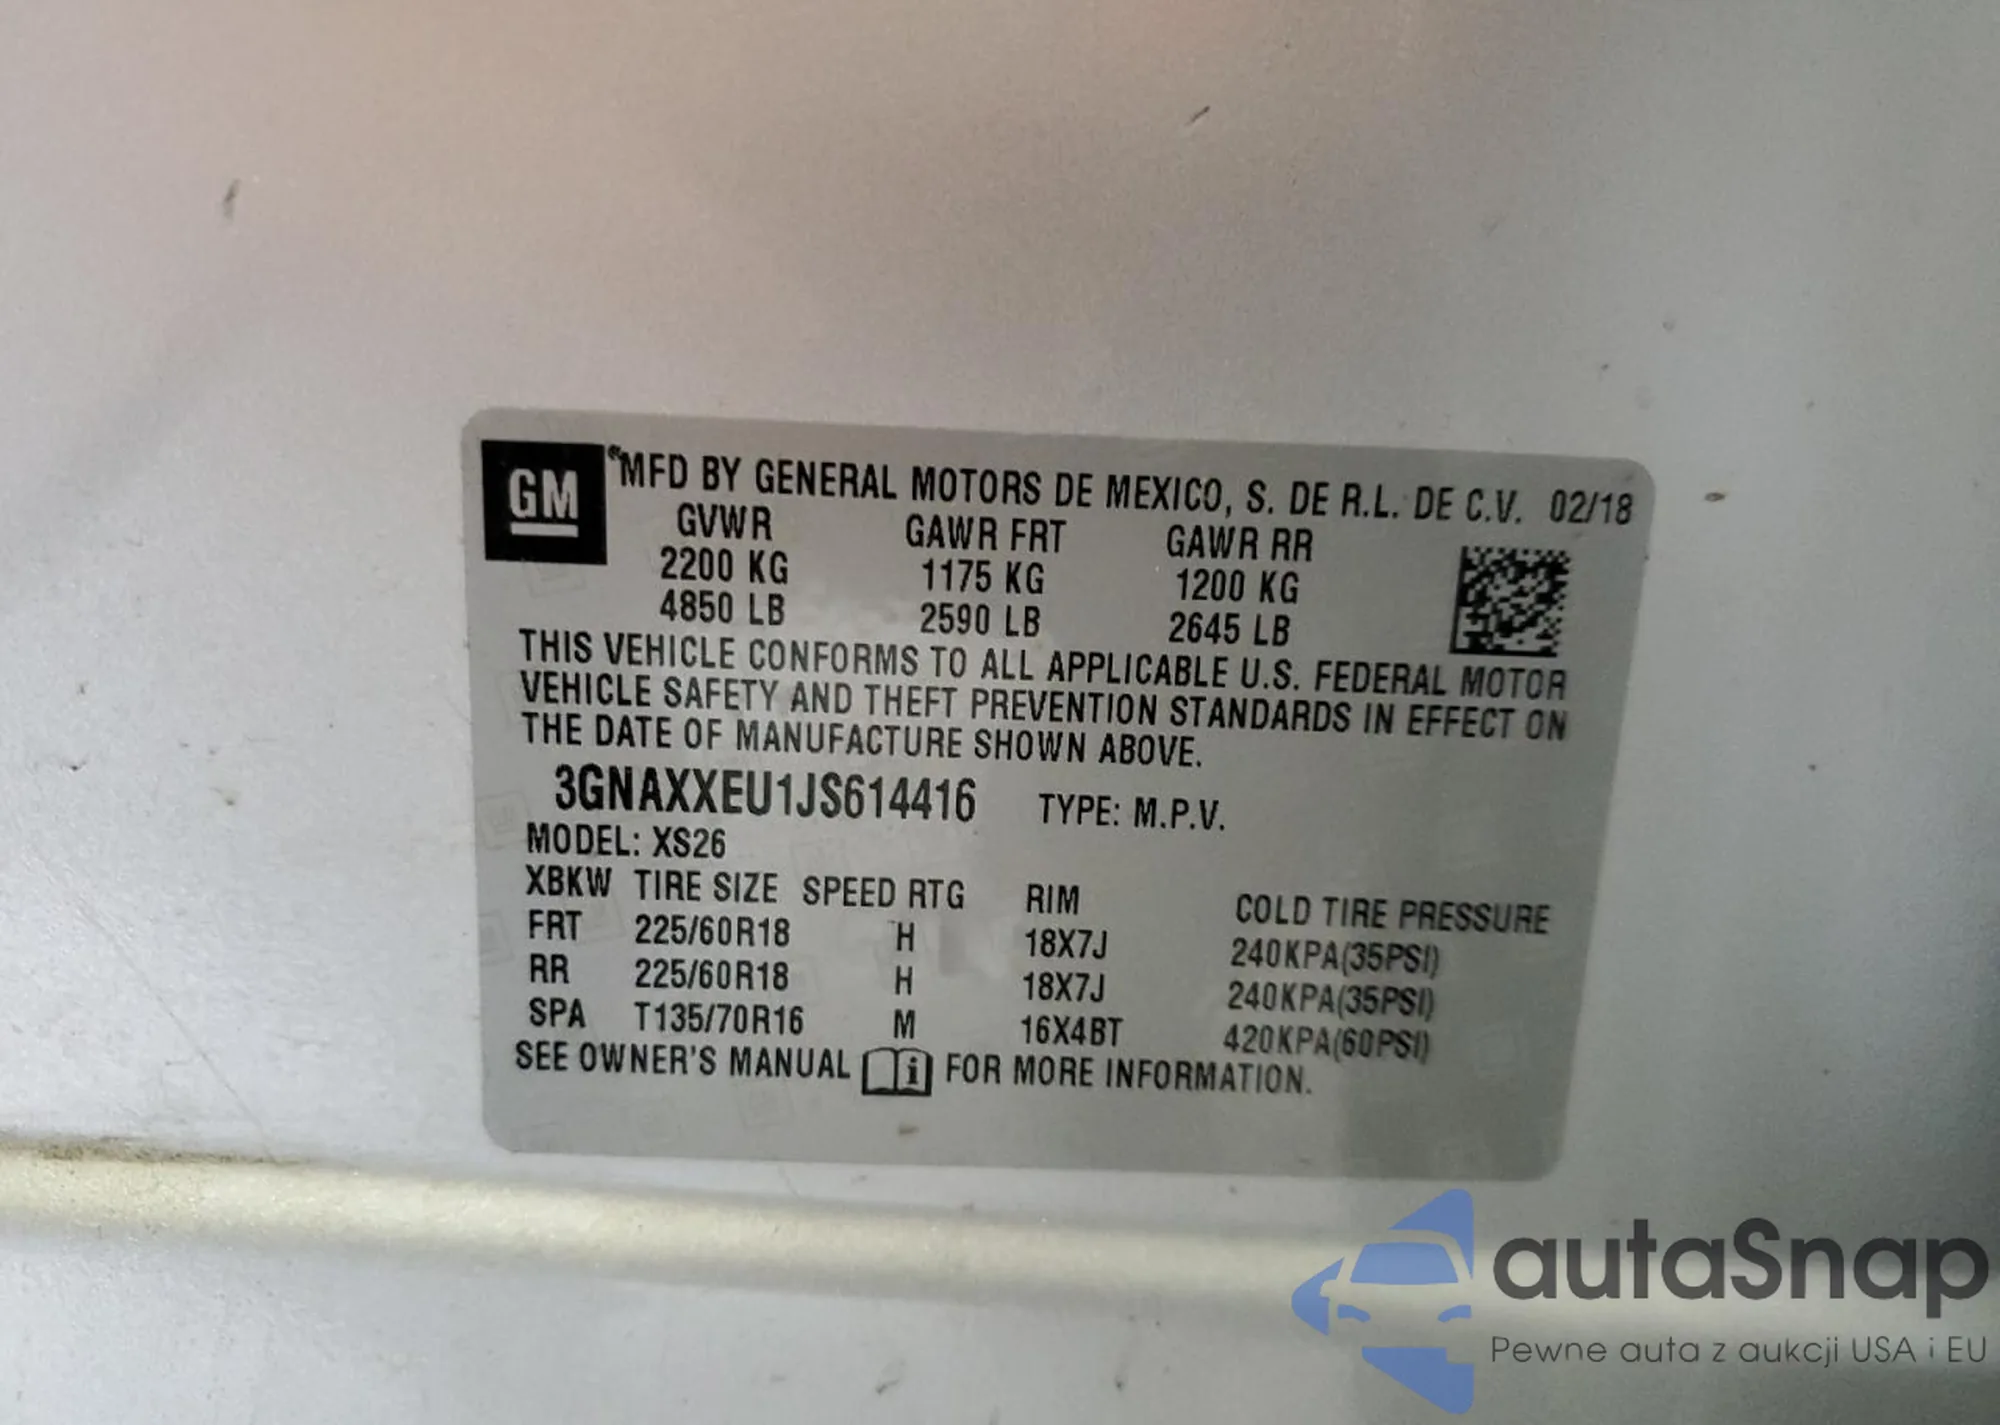 GM
MFD BY GENERAL MOTORS DE MEXICO, S. DE R.L. DE C.V. 02/18
GVWR GAWR FRT GAWR RR
2200 KG 1175 KG 1200 KG
4850 LB 2590 LB 2645 LB
THIS VEHICLE CONFORMS TO ALL APPLICABLE U.S. FEDERAL MOTOR
VEHICLE SAFETY AND THEFT PREVENTION STANDARDS IN EFFECT ON
THE DATE OF MANUFACTURE SHOWN ABOVE.
3GNAXXEU1JS614416 TYPE: M.P.V.
MODEL: XS26
XBKW TIRE SIZE SPEED RTG RIM COLD TIRE PRESSURE
FRT 225/60R18 H 18X7J 240KPA(35PSI)
RR 225/60R18 H 18X7J 240KPA(35PSI)
SPA T135/70R16 M 16X4BT 420KPA(60PSI)
SEE OWNER'S MANUAL i FOR MORE INFORMATION.
autaSnap
Pewne auta z aukcji USA i EU